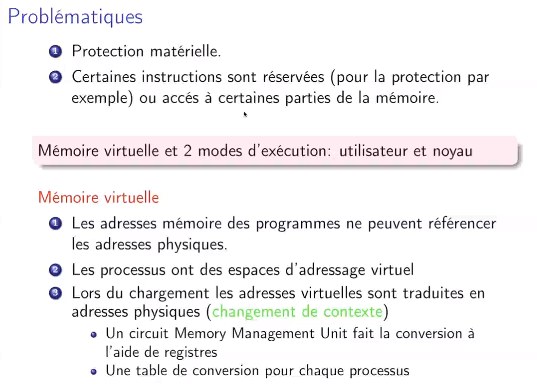 Problématiques
1 Protection matérielle.
2 Certaines instructions sont réservées (pour la protection par
exemple) ou accés à certaines parties de la mémoire.
Mémoire virtuelle et 2 modes d'exécution: utilisateur et noyau
Mémoire virtuelle
1 Les adresses mémoire des programmes ne peuvent référencer
les adresses physiques.
2 Les processus ont des espaces d'adressage virtuel
3 Lors du chargement les adresses virtuelles sont traduites en
adresses physiques (changement de contexte)
Un circuit Memory Management Unit fait la conversion à
l'aide de registres
Une table de conversion pour chaque processus